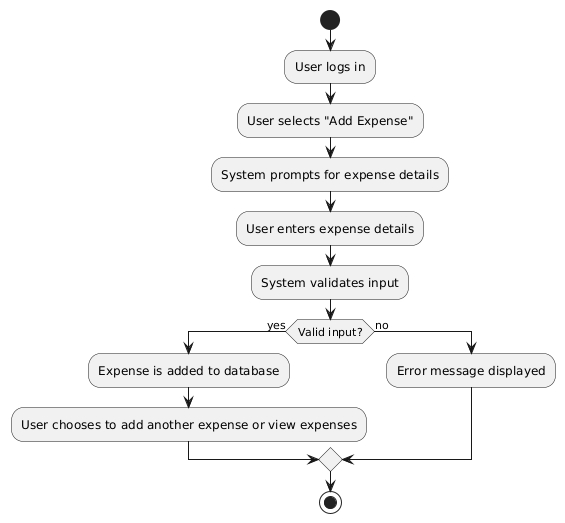 User logs in
User selects "Add Expense"
System prompts for expense details
User enters expense details
System validates input
yes
Valid input?
no
Expense is added to database
Error message displayed
User chooses to add another expense or view expenses